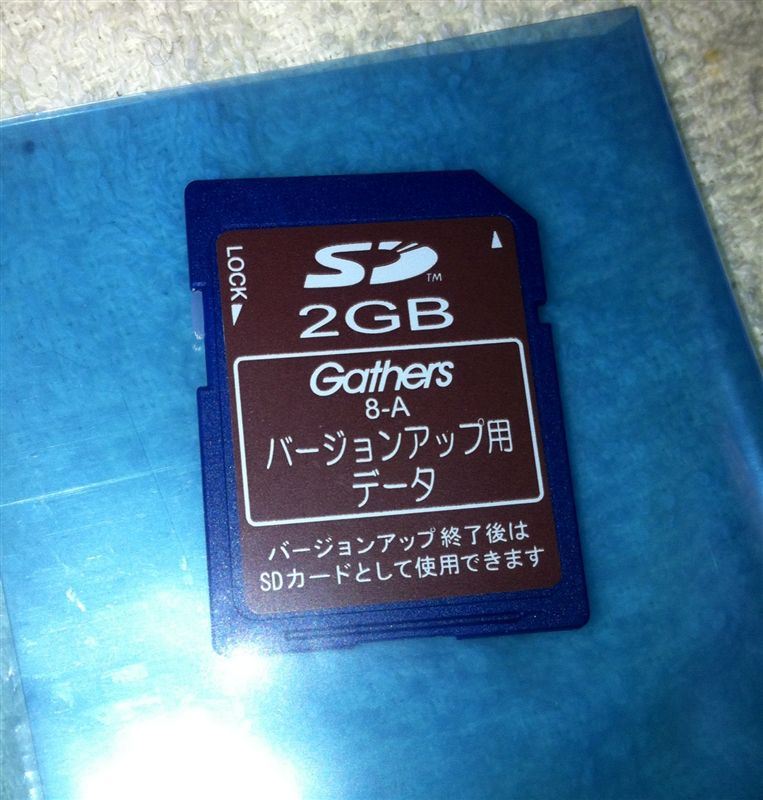 SD™
LOCK
2GB
Gathers
8-A
バージョンアップ用
データ
バージョンアップ終了後は
SDカードとして使用できます